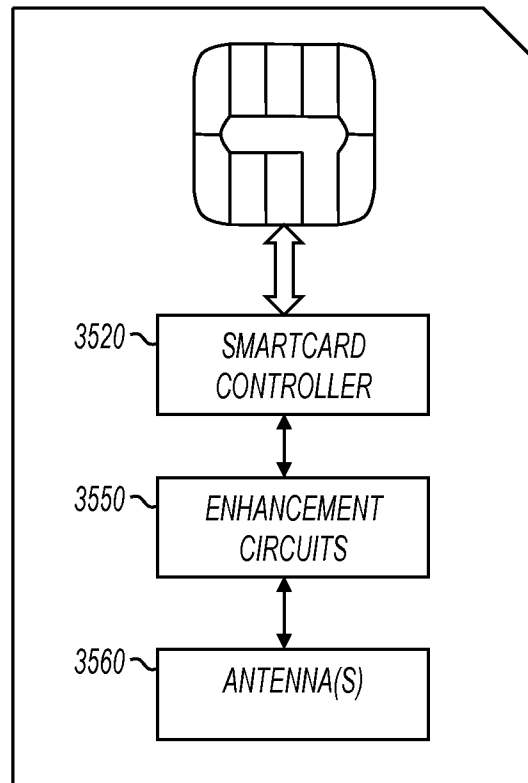 3520
SMARTCARD
CONTROLLER
3550
ENHANCEMENT
CIRCUITS
3560
ANTENNA(S)